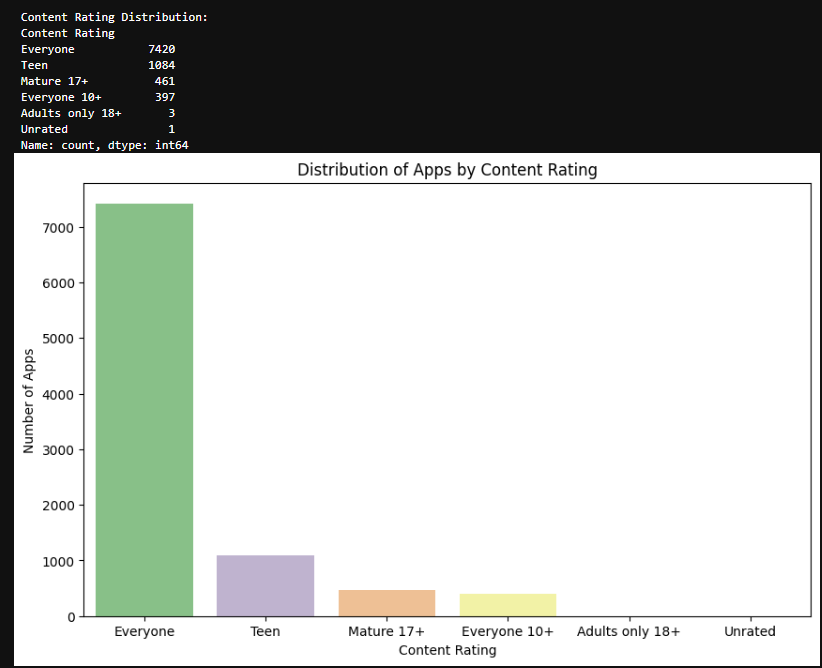 Content Rating Distribution:
Content Rating
Everyone 7420
Teen 1084
Mature 17+ 461
Everyone 10+ 397
Adults only 18+ 3
Unrated 1
Name: count, dtype: int64
Distribution of Apps by Content Rating
Number of Apps
7000
6000
5000
4000
3000
2000
1000
0
Everyone Teen Mature 17+ Everyone 10+ Adults only 18+ Unrated
Content Rating